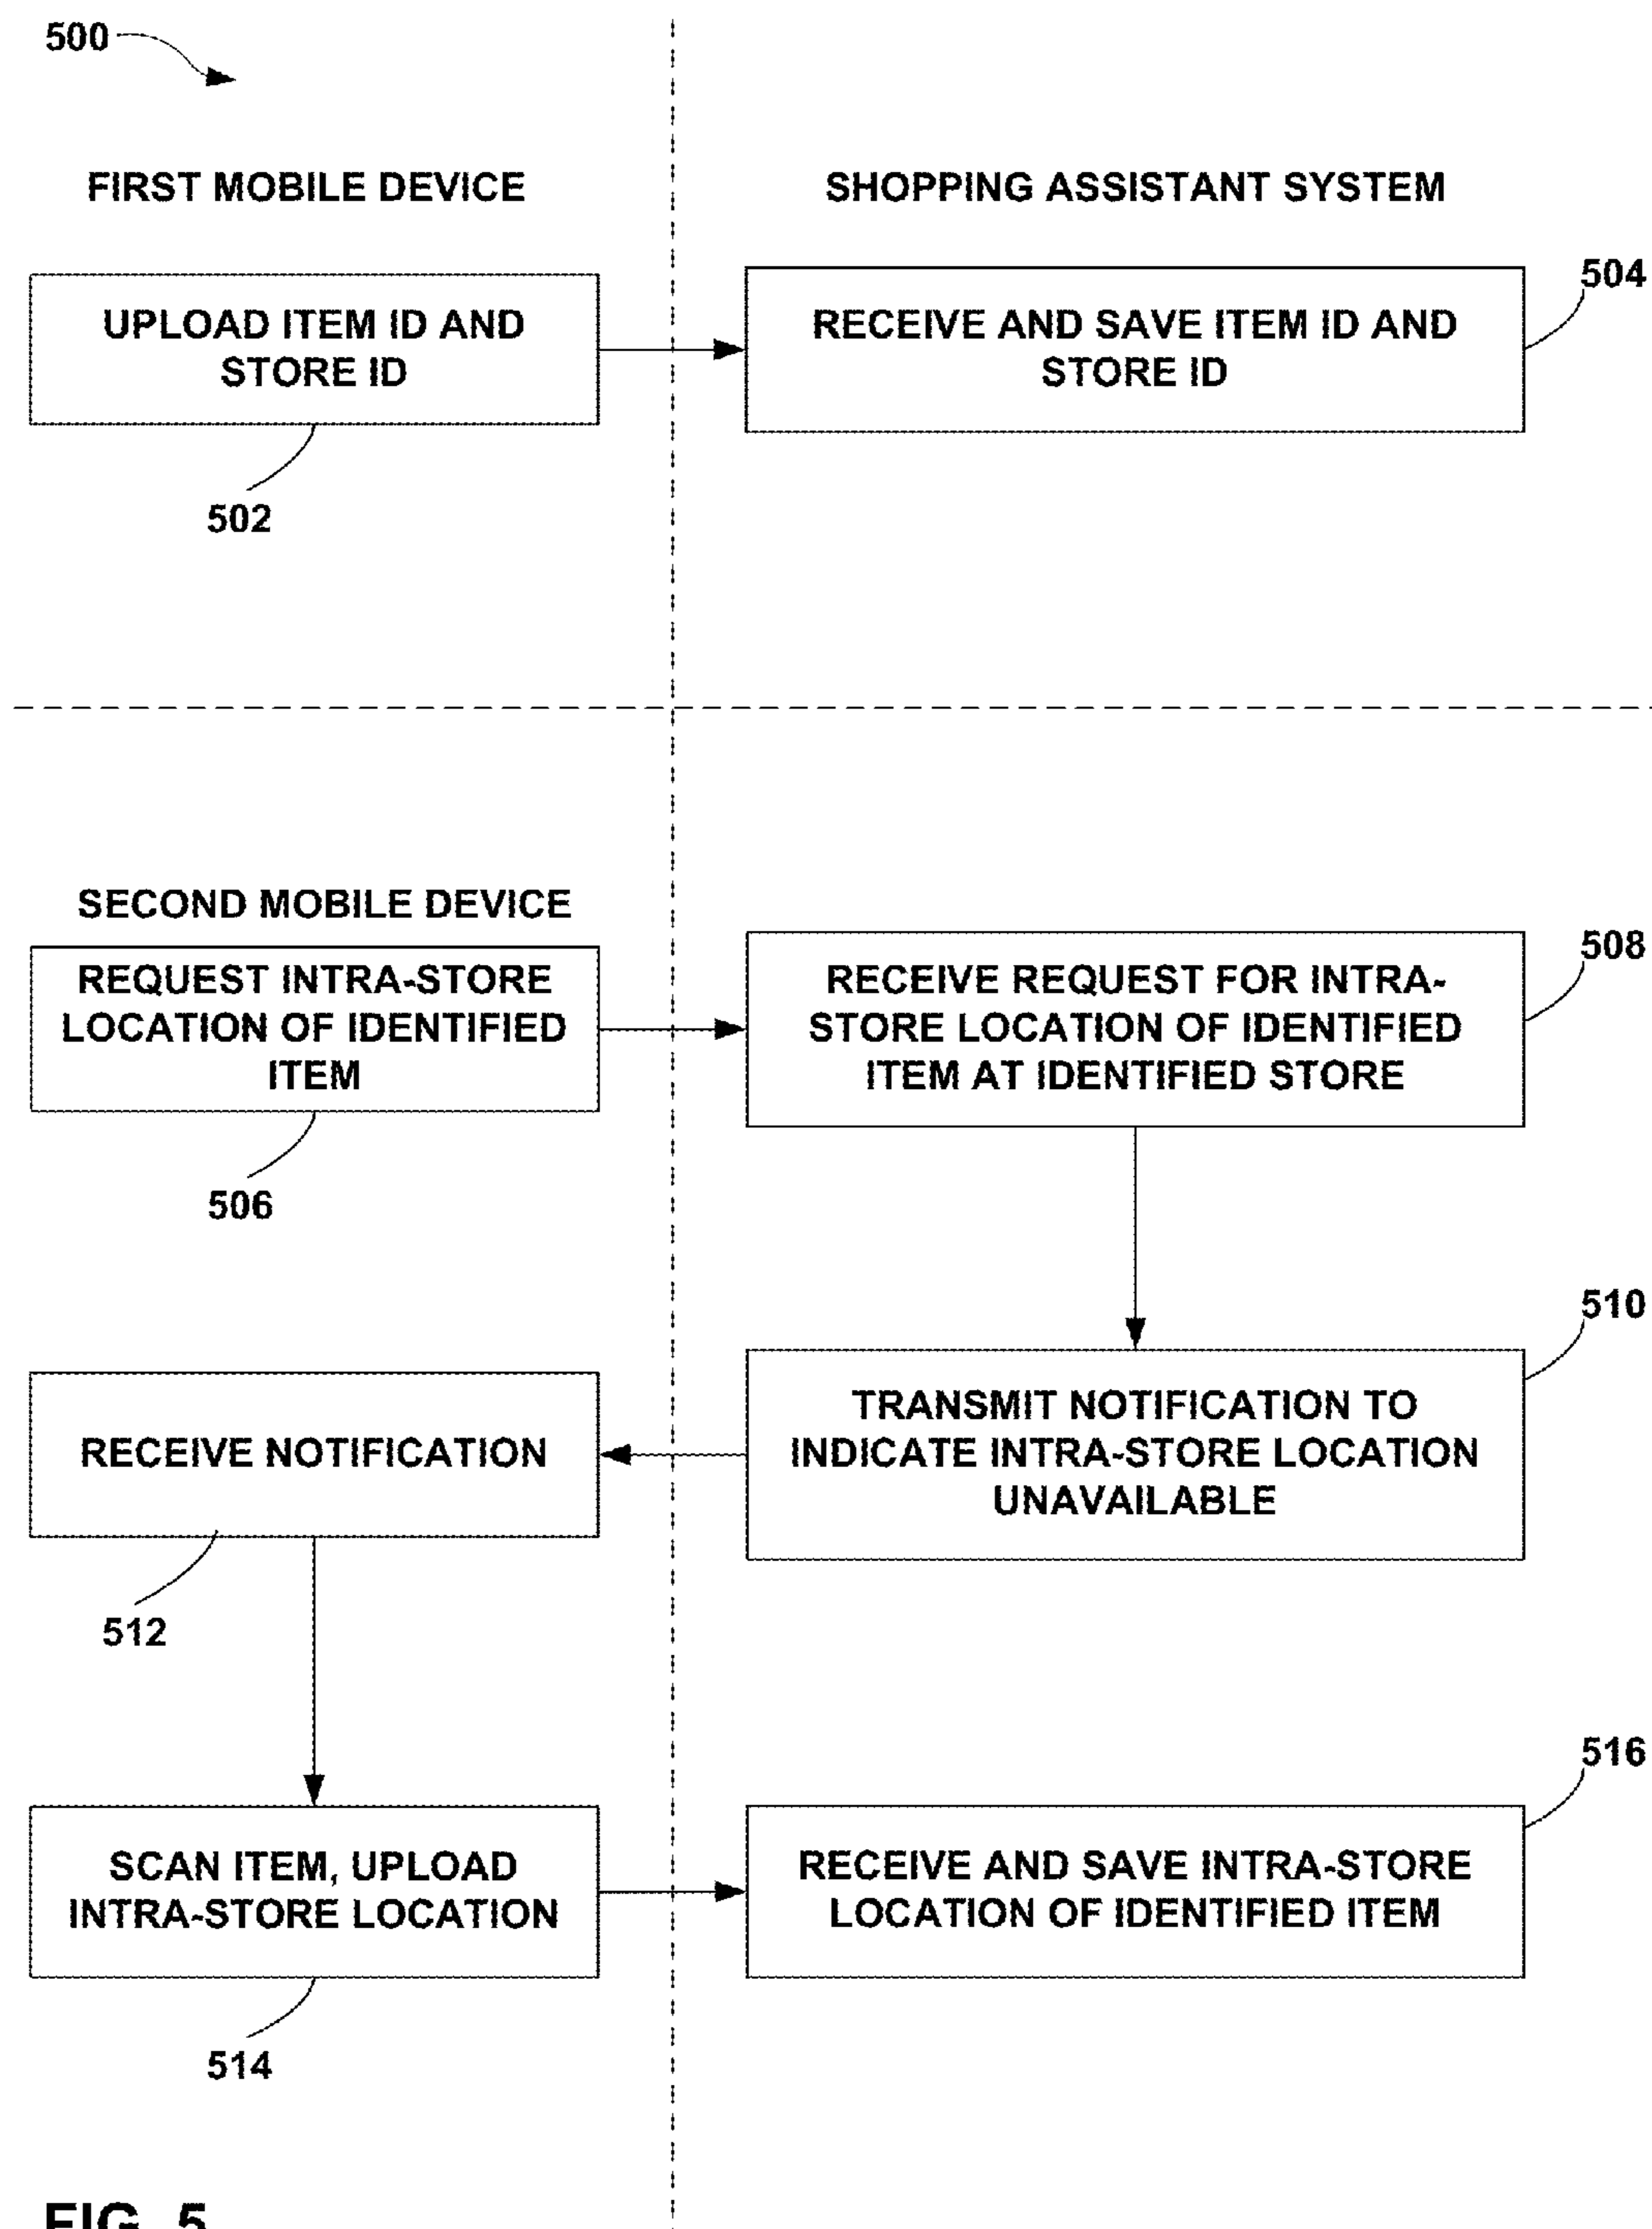 500
FIRST MOBILE DEVICE
SHOPPING ASSISTANT SYSTEM
UPLOAD ITEM ID AND
STORE ID
502
RECEIVE AND SAVE ITEM ID AND
STORE ID
504
SECOND MOBILE DEVICE
REQUEST INTRA-STORE
LOCATION OF IDENTIFIED
ITEM
506
RECEIVE REQUEST FOR INTRA-
STORE LOCATION OF IDENTIFIED
ITEM AT IDENTIFIED STORE
508
TRANSMIT NOTIFICATION TO
INDICATE INTRA-STORE LOCATION
UNAVAILABLE
510
RECEIVE NOTIFICATION
512
SCAN ITEM, UPLOAD
INTRA-STORE LOCATION
514
RECEIVE AND SAVE INTRA-STORE
LOCATION OF IDENTIFIED ITEM
516
FIG. 5